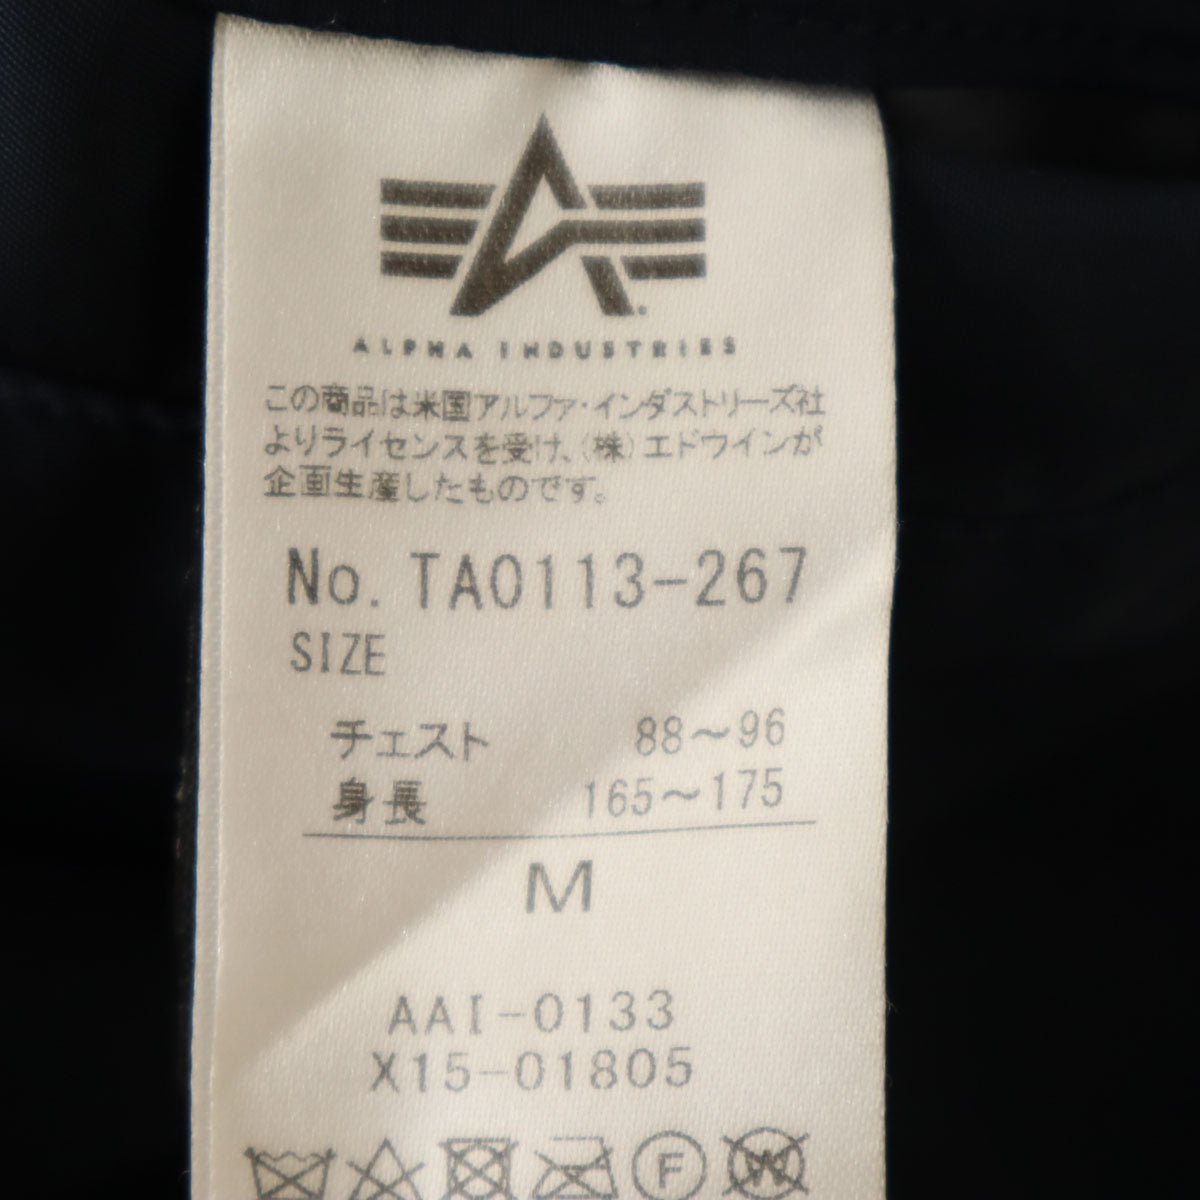 ALPHA INDUSTRIES
この商品は米国アルファ・インダストリーズ社
よりライセンスを受け、(株)エドウインが
企画生産したものです。
No. TA0113-267
SIZE
チェスト 88~96
身長 165~175
M
AAI-0133
X15-01805
F W